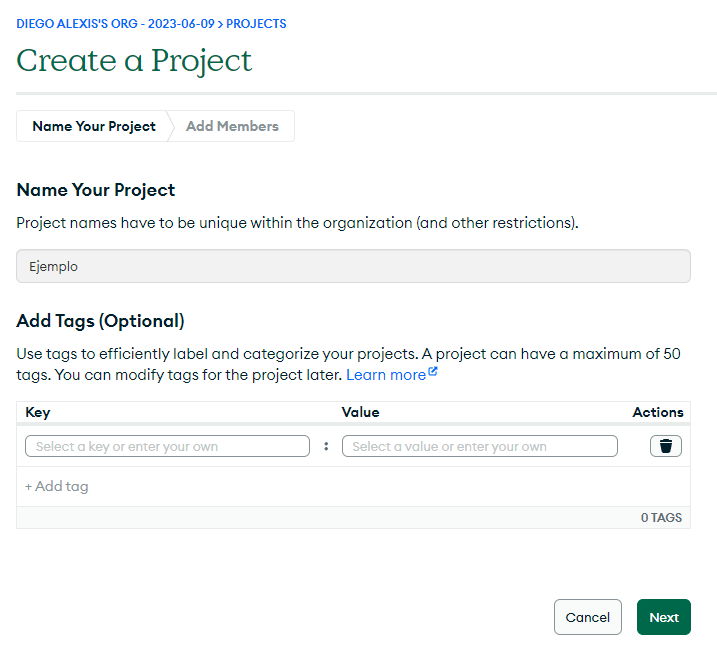 DIEGO ALEXIS'S ORG - 2023-06-09 > PROJECTS
Create a Project
Name Your Project Add Members
Name Your Project
Project names have to be unique within the organization (and other restrictions).
Ejemplo
Add Tags (Optional)
Use tags to efficiently label and categorize your projects. A project can have a maximum of 50
tags. You can modify tags for the project later. Learn more
Key Value Actions
Select a key or enter your own : Select a value or enter your own
+ Add tag
0 TAGS
Cancel Next